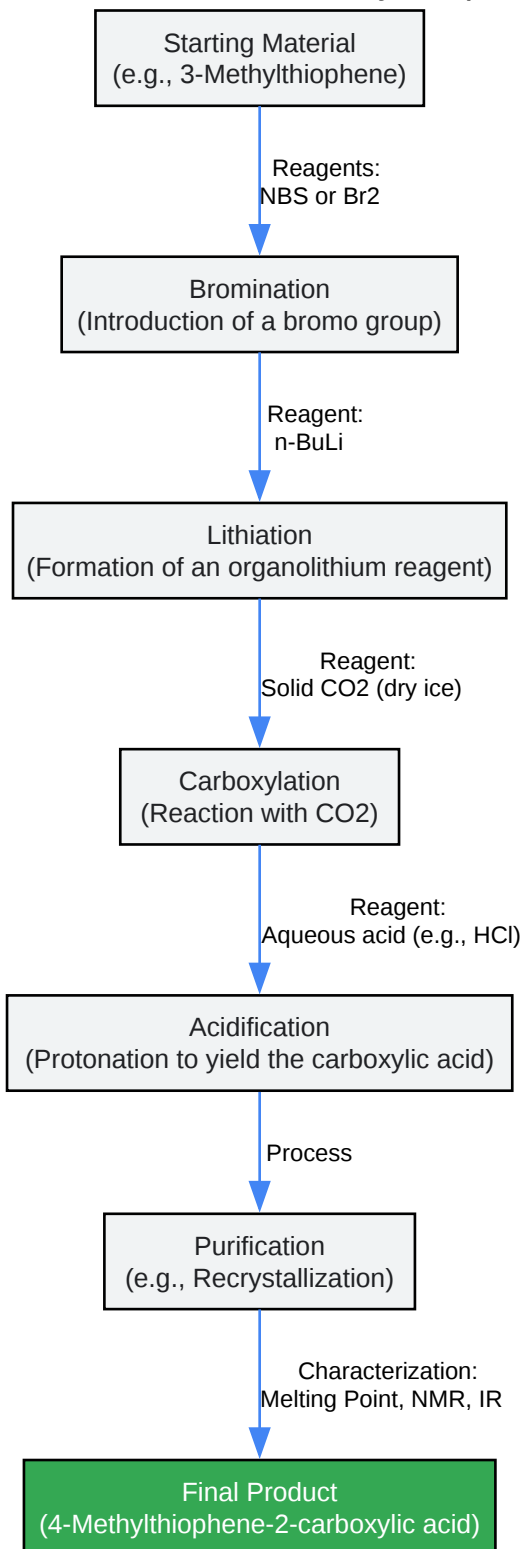 Starting Material
(e.g., 3-Methylthiophene)
Reagents:
NBS or Br2
Bromination
(Introduction of a bromo group)
Reagent:
n-BuLi
Lithiation
(Formation of an organolithium reagent)
Reagent:
Solid CO2 (dry ice)
Carboxylation
(Reaction with CO2)
Reagent:
Aqueous acid (e.g., HCl)
Acidification
(Protonation to yield the carboxylic acid)
Process
Purification
(e.g., Recrystallization)
Characterization:
Melting Point, NMR, IR
Final Product
(4-Methylthiophene-2-carboxylic acid)